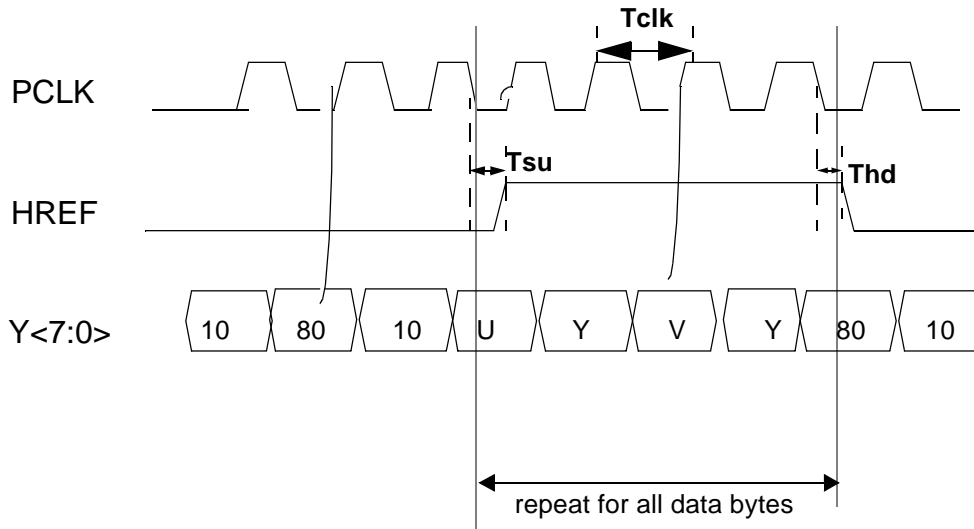 Tclk
PCLK
Tsu
Thd
HREF
Y<7:0>
10 80 10 U Y V Y 80 10
repeat for all data bytes